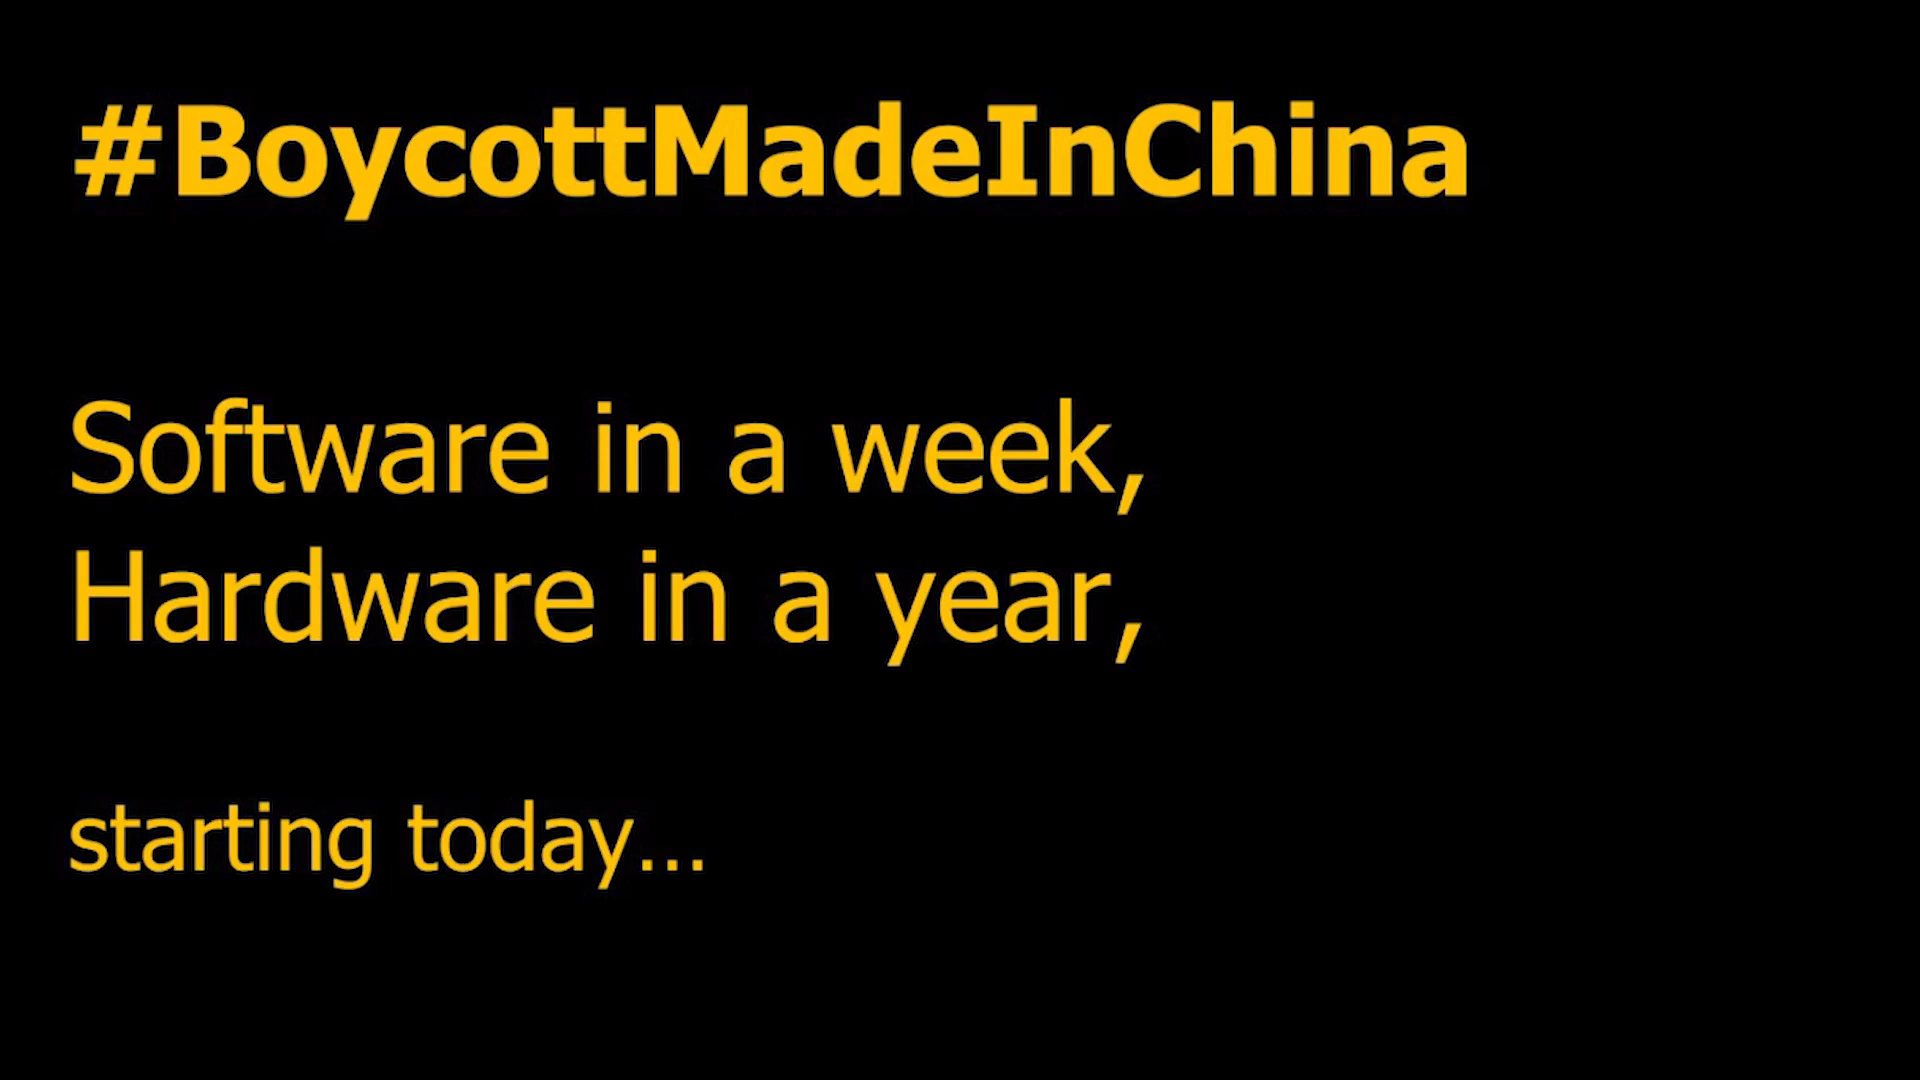 #BoycottMadeInChina
Software in a week,
Hardware in a year,
starting today...